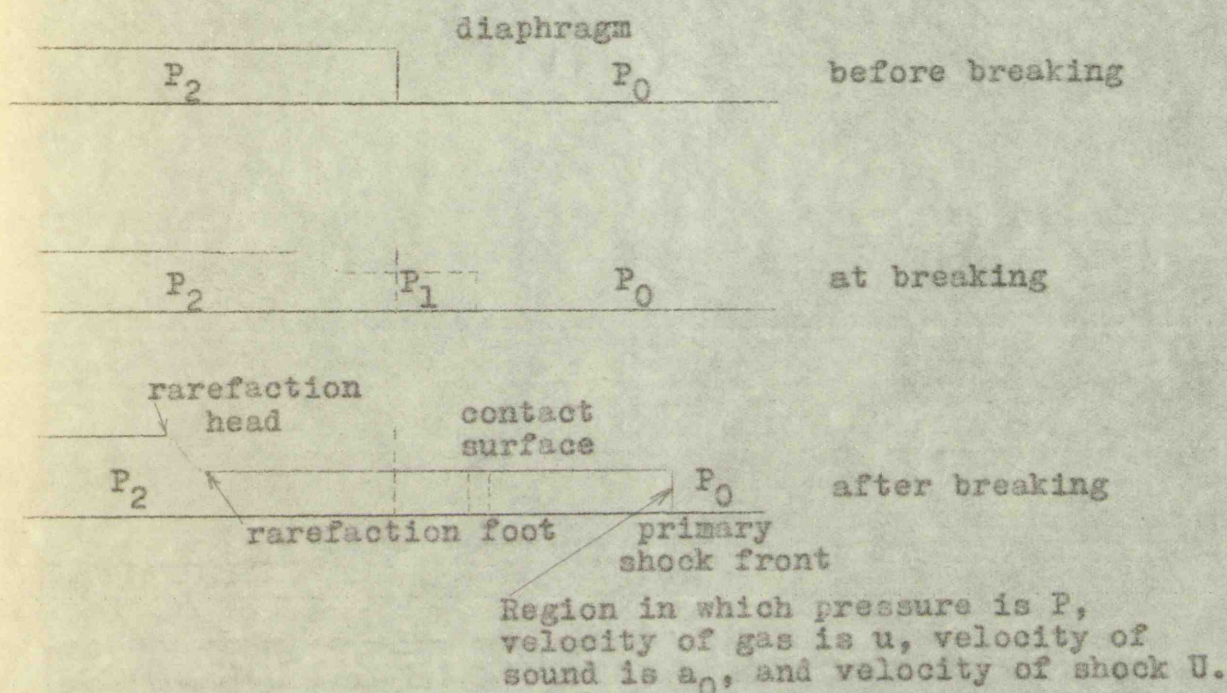 diaphragm
P2 P0 before breaking
P2 P1 P0 at breaking
rarefaction
head
contact
surface
P2 P0 after breaking
rarefaction foot
primary
shock front
Region in which pressure is P,
velocity of gas is u, velocity of
sound is a0, and velocity of shock U.